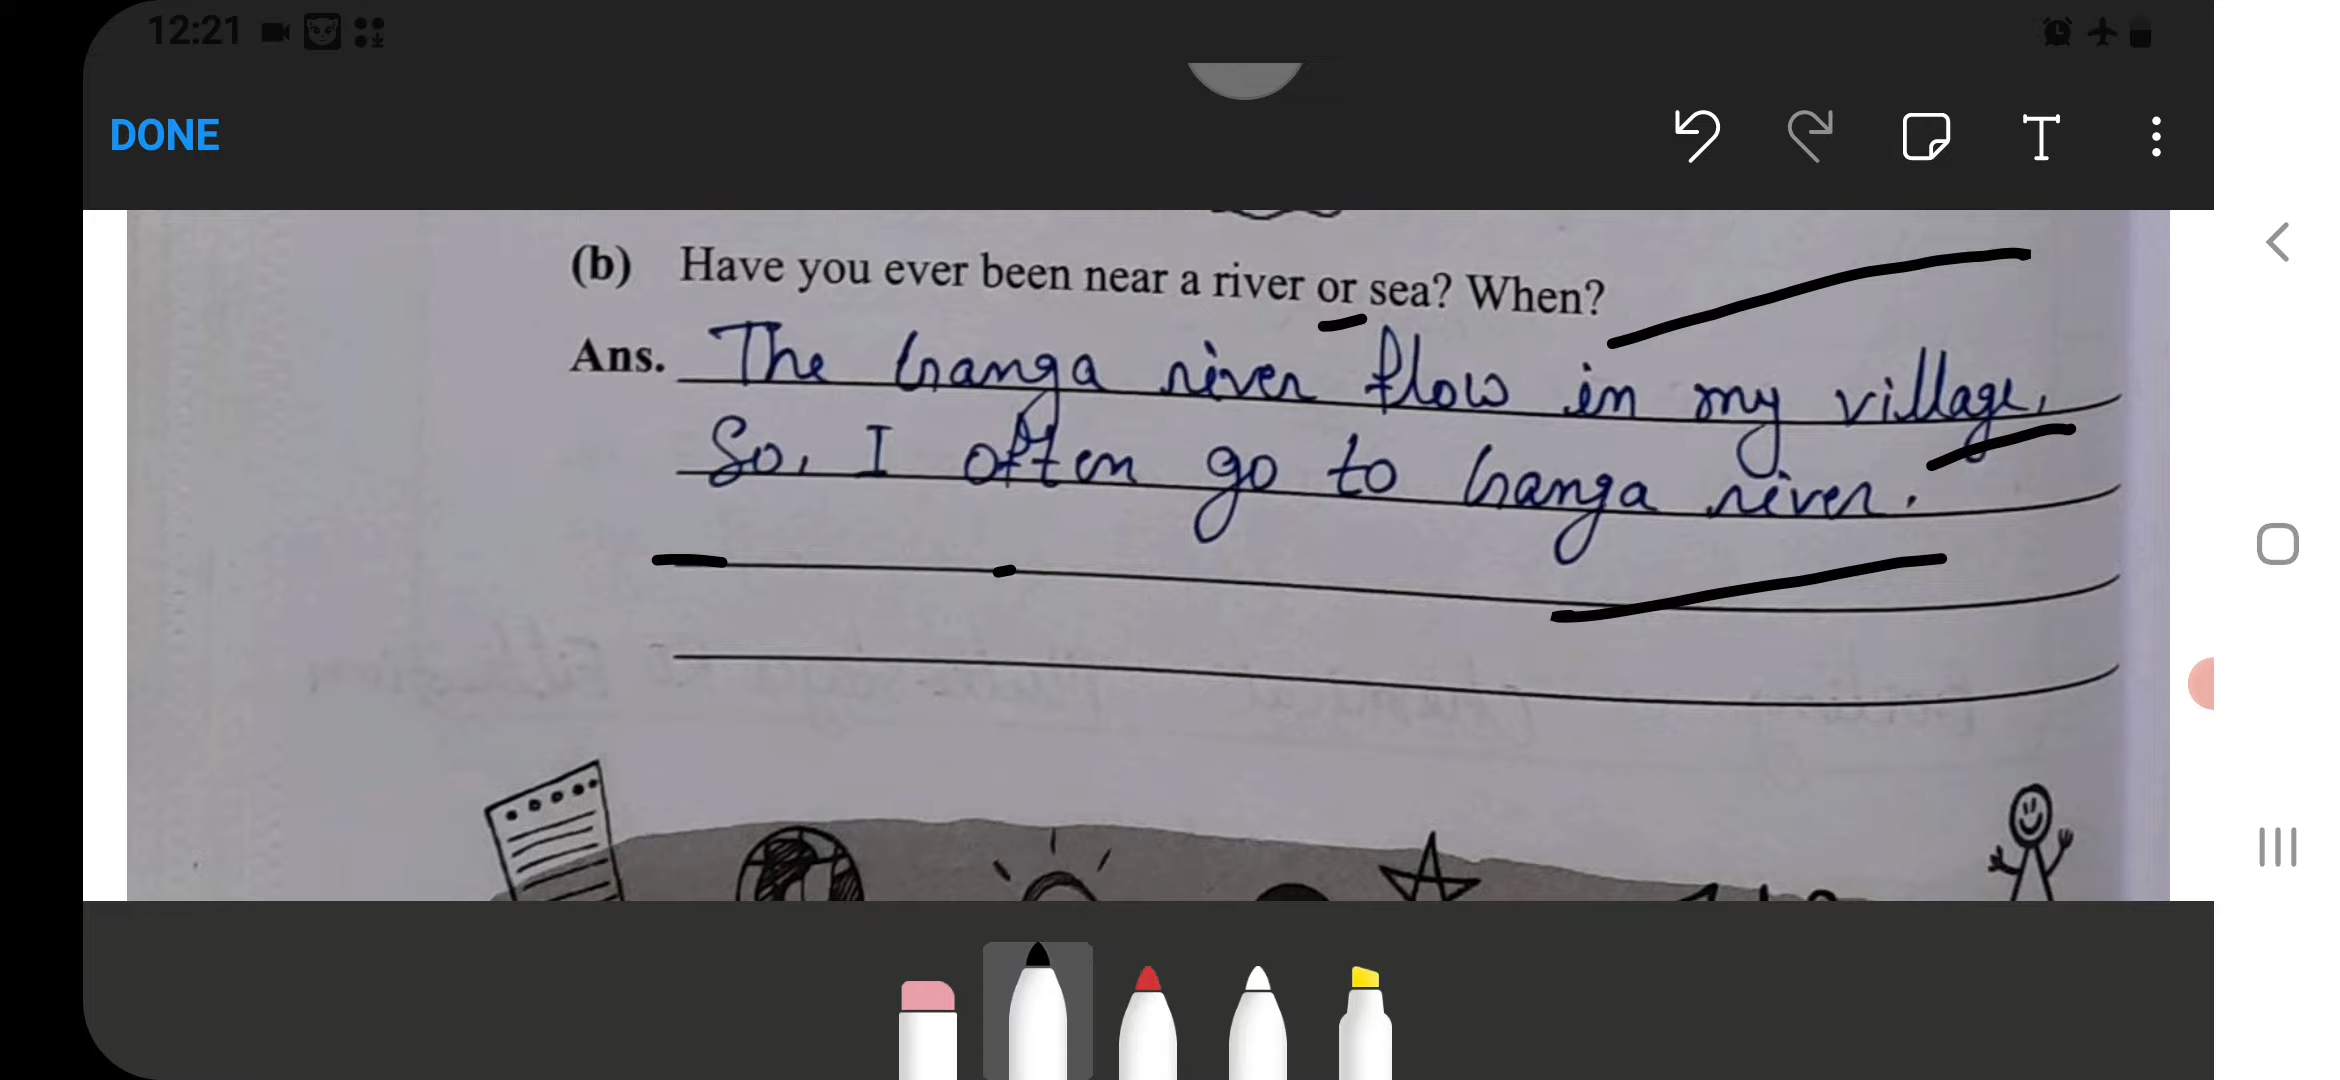 12:21
DONE
T
(b) Have you ever been near a river or sea? When?
Ans. The Ganga river flow in my village,
So, I often go to Ganga river.